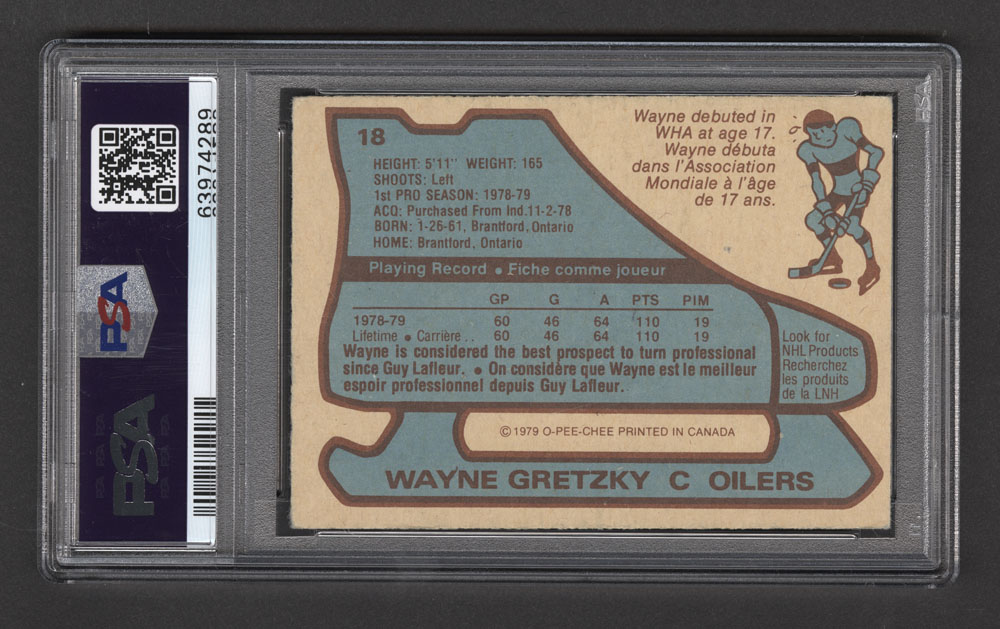 63974289
PSA
PSA
18
HEIGHT: 5'11" WEIGHT: 165
SHOOTS: Left
1st PRO SEASON: 1978-79
ACQ: Purchased From Ind.11-2-78
BORN: 1-26-61, Brantford, Ontario
HOME: Brantford, Ontario
Wayne debuted in
WHA at age 17.
Wayne débuta
dans l'Association
Mondiale à l'âge
de 17 ans.
Playing Record • Fiche comme joueur
GP G A PTS PIM
1978-79 60 46 64 110 19
Lifetime • Carrière .. 60 46 64 110 19
Wayne is considered the best prospect to turn professional
since Guy Lafleur. • On considère que Wayne est le meilleur
espoir professionnel depuis Guy Lafleur.
Look for
NHL Products
Recherchez
les produits
de la LNH
© 1979 O-PEE-CHEE PRINTED IN CANADA
WAYNE GRETZKY C OILERS